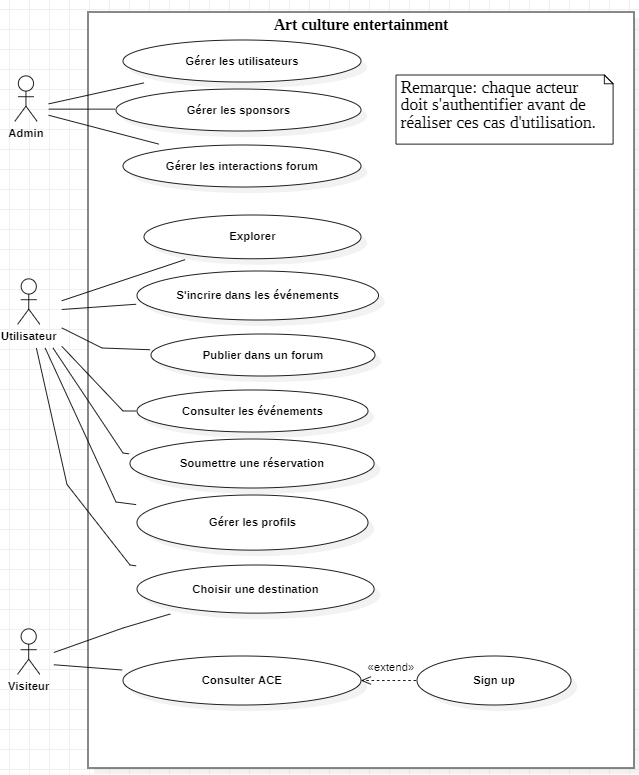 Art culture entertainment
Gérer les utilisateurs
Remarque: chaque acteur
doit s'authentifier avant de
réaliser ces cas d'utilisation.
Gérer les sponsors
Admin
Gérer les interactions forum
Explorer
S'incrire dans les événements
Utilisateur
Publier dans un forum
Consulter les événements
Soumettre une réservation
Gérer les profils
Choisir une destination
«extend»
Consulter ACE
Sign up
Visiteur